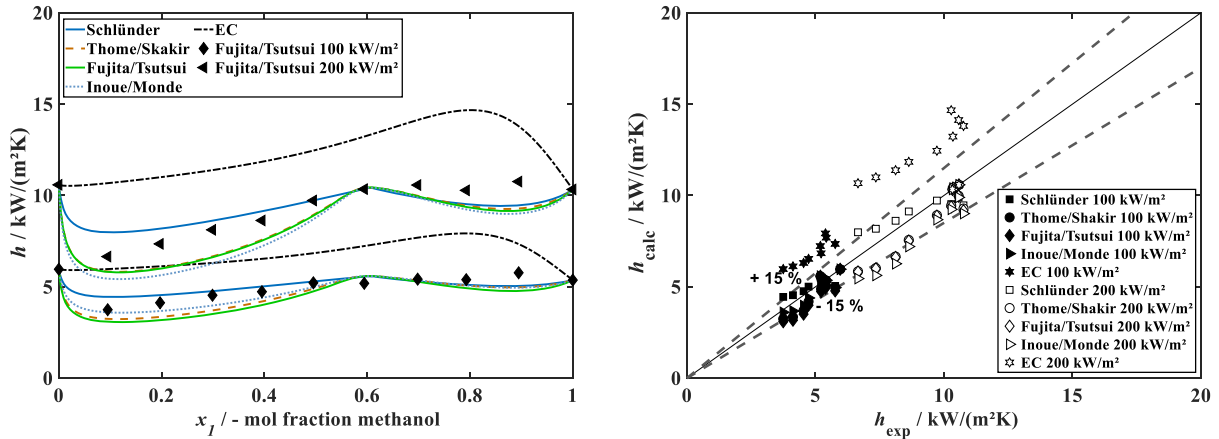 20
15
10
5
0
h / kW/(m²K)
Schlünder
EC
Thome/Skakir
Fujita/Tsutsui 100 kW/m²
Fujita/Tsutsui
Fujita/Tsutsui 200 kW/m²
Inoue/Monde
0 0.2 0.4 0.6 0.8 1
x1 / - mol fraction methanol
20
15
10
5
0
hcalc / kW/(m²K)
+ 15 %
- 15 %
Schlünder 100 kW/m²
Thome/Shakir 100 kW/m²
Fujita/Tsutsui 100 kW/m²
Inoue/Monde 100 kW/m²
EC 100 kW/m²
Schlünder 200 kW/m²
Thome/Shakir 200 kW/m²
Fujita/Tsutsui 200 kW/m²
Inoue/Monde 200 kW/m²
EC 200 kW/m²
0 5 10 15 20
hexp / kW/(m²K)